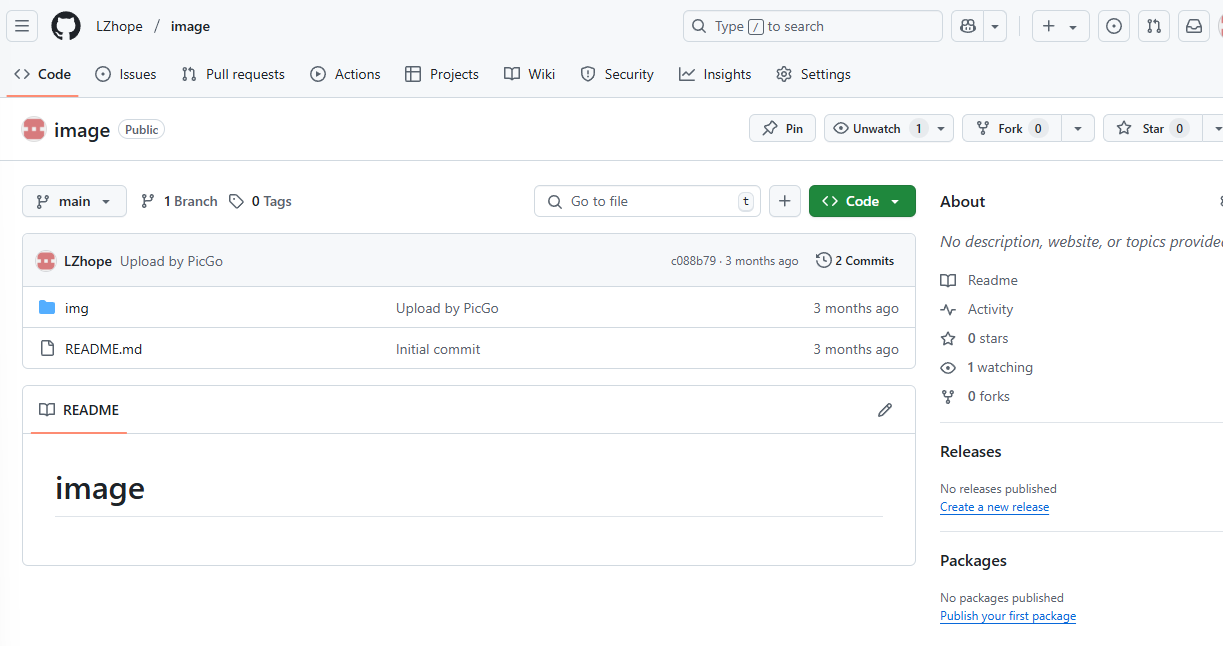 LZhope / image
Type / to search
Code Issues Pull requests Actions Projects Wiki Security Insights Settings
image Public
Pin Unwatch 1 Fork 0 Star 0
main 1 Branch 0 Tags
Go to file t
Code
LZhope Upload by PicGo c088b79 · 3 months ago 2 Commits
img Upload by PicGo 3 months ago
README.md Initial commit 3 months ago
README
image
About
No description, website, or topics provided
Readme
Activity
0 stars
1 watching
0 forks
Releases
No releases published
Create a new release
Packages
No packages published
Publish your first package